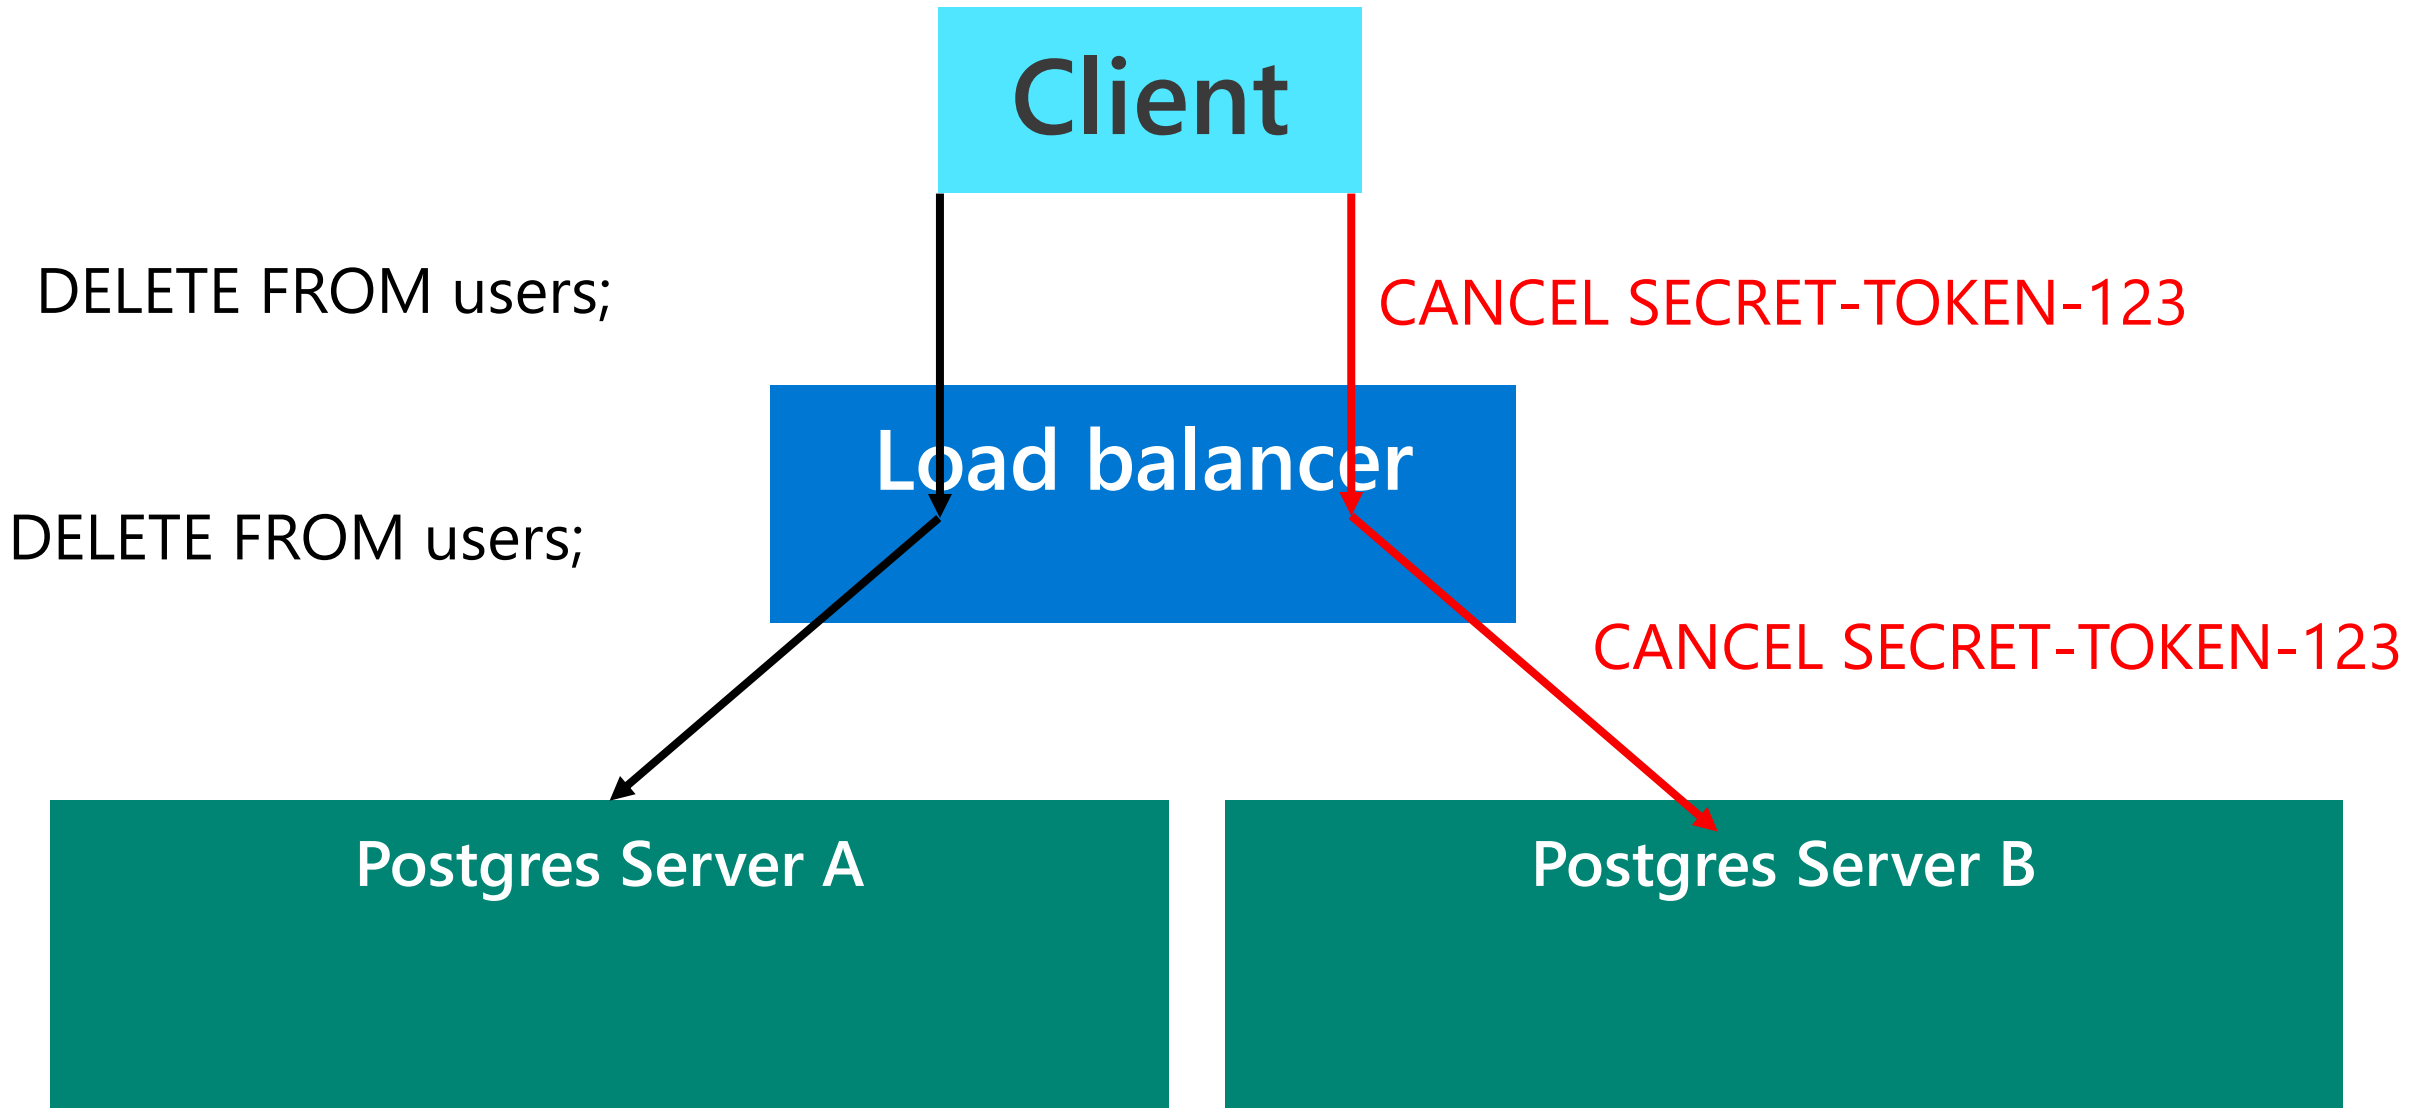 Client
DELETE FROM users;
CANCEL SECRET-TOKEN-123
Load balancer
DELETE FROM users;
CANCEL SECRET-TOKEN-123
Postgres Server A
Postgres Server B